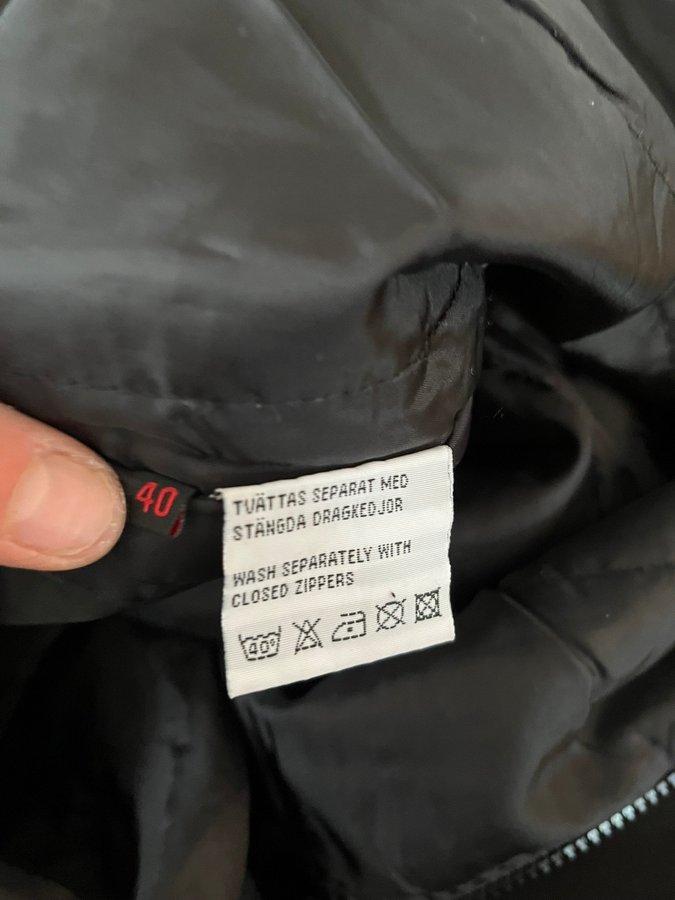 40
TVÄTTAS SEPARAT MED
STÄNGDA DRAGKEDJOR
WASH SEPARATELY WITH
CLOSED ZIPPERS
40°